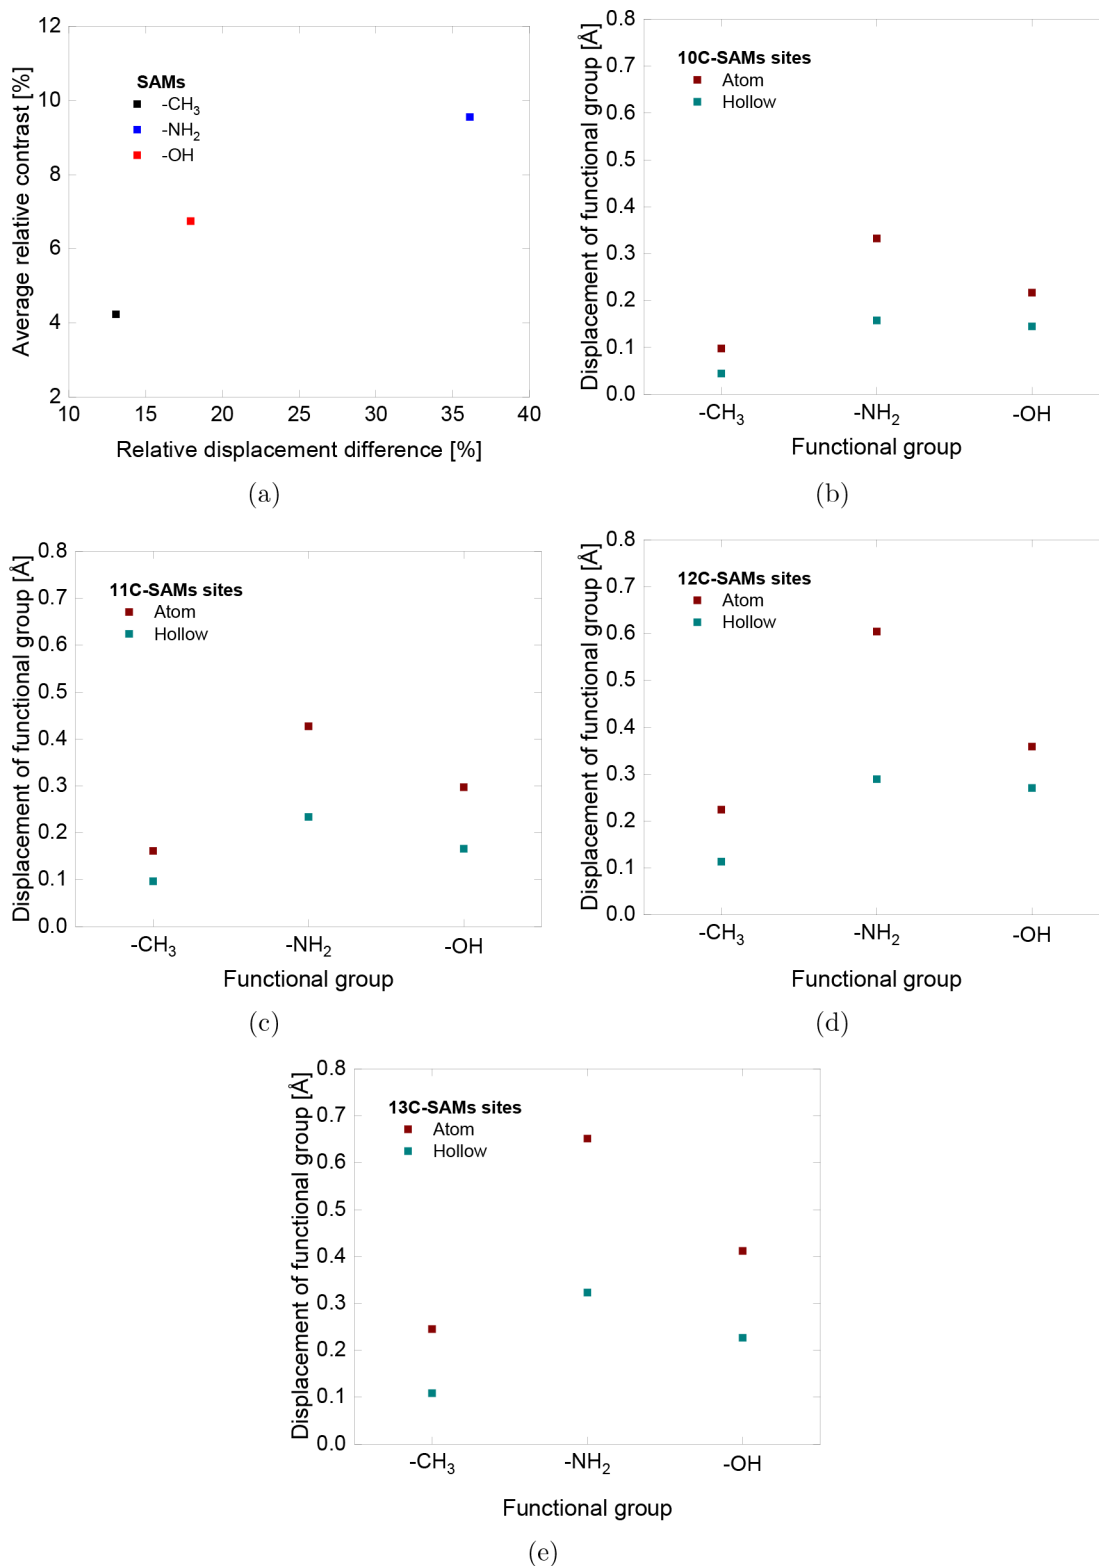 12
10
8
6
4
2
Average relative contrast [%]
SAMs
-CH₃
-NH₂
-OH
10 15 20 25 30 35 40
Relative displacement difference [%]
(a)
0.8
0.7
0.6
0.5
0.4
0.3
0.2
0.1
0.0
Displacement of functional group [Å]
10C-SAMs sites
Atom
Hollow
-CH₃ -NH₂ -OH
Functional group
(b)
0.8
0.7
0.6
0.5
0.4
0.3
0.2
0.1
0.0
Displacement of functional group [Å]
11C-SAMs sites
Atom
Hollow
-CH₃ -NH₂ -OH
Functional group
(c)
0.8
0.7
0.6
0.5
0.4
0.3
0.2
0.1
0.0
Displacement of functional group [Å]
12C-SAMs sites
Atom
Hollow
-CH₃ -NH₂ -OH
Functional group
(d)
0.8
0.7
0.6
0.5
0.4
0.3
0.2
0.1
0.0
Displacement of functional group [Å]
13C-SAMs sites
Atom
Hollow
-CH₃ -NH₂ -OH
Functional group
(e)